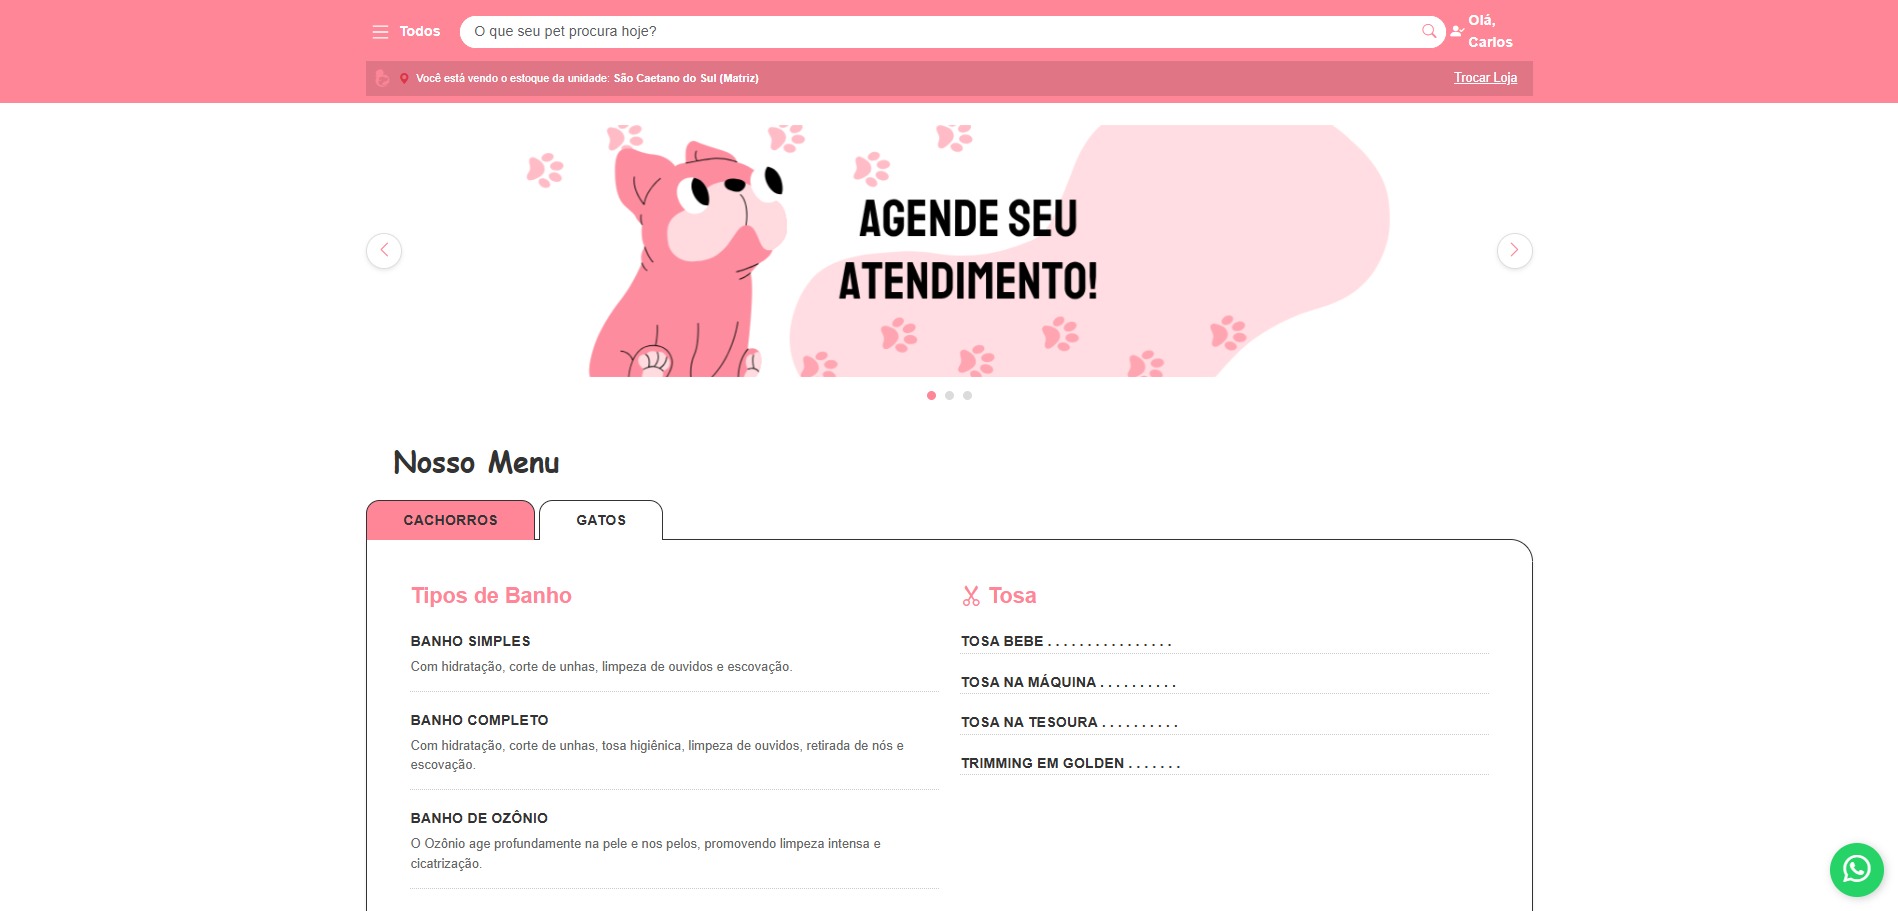 Todos
O que seu pet procura hoje?
Olá,
Carlos
Você está vendo o estoque da unidade: São Caetano do Sul (Matriz)
Trocar Loja
AGENDE SEU
ATENDIMENTO!
Nosso Menu
CACHORROS
GATOS
Tipos de Banho
BANHO SIMPLES
Com hidratação, corte de unhas, limpeza de ouvidos e escovação.
BANHO COMPLETO
Com hidratação, corte de unhas, tosa higiênica, limpeza de ouvidos, retirada de nós e
escovação.
BANHO DE OZÔNIO
O Ozônio age profundamente na pele e nos pelos, promovendo limpeza intensa e
cicatrização.
Tosa
TOSA BEBE . . . . . . . . . . . . . . . .
TOSA NA MÁQUINA . . . . . . . . . .
TOSA NA TESOURA . . . . . . . . . .
TRIMMING EM GOLDEN . . . . . . .